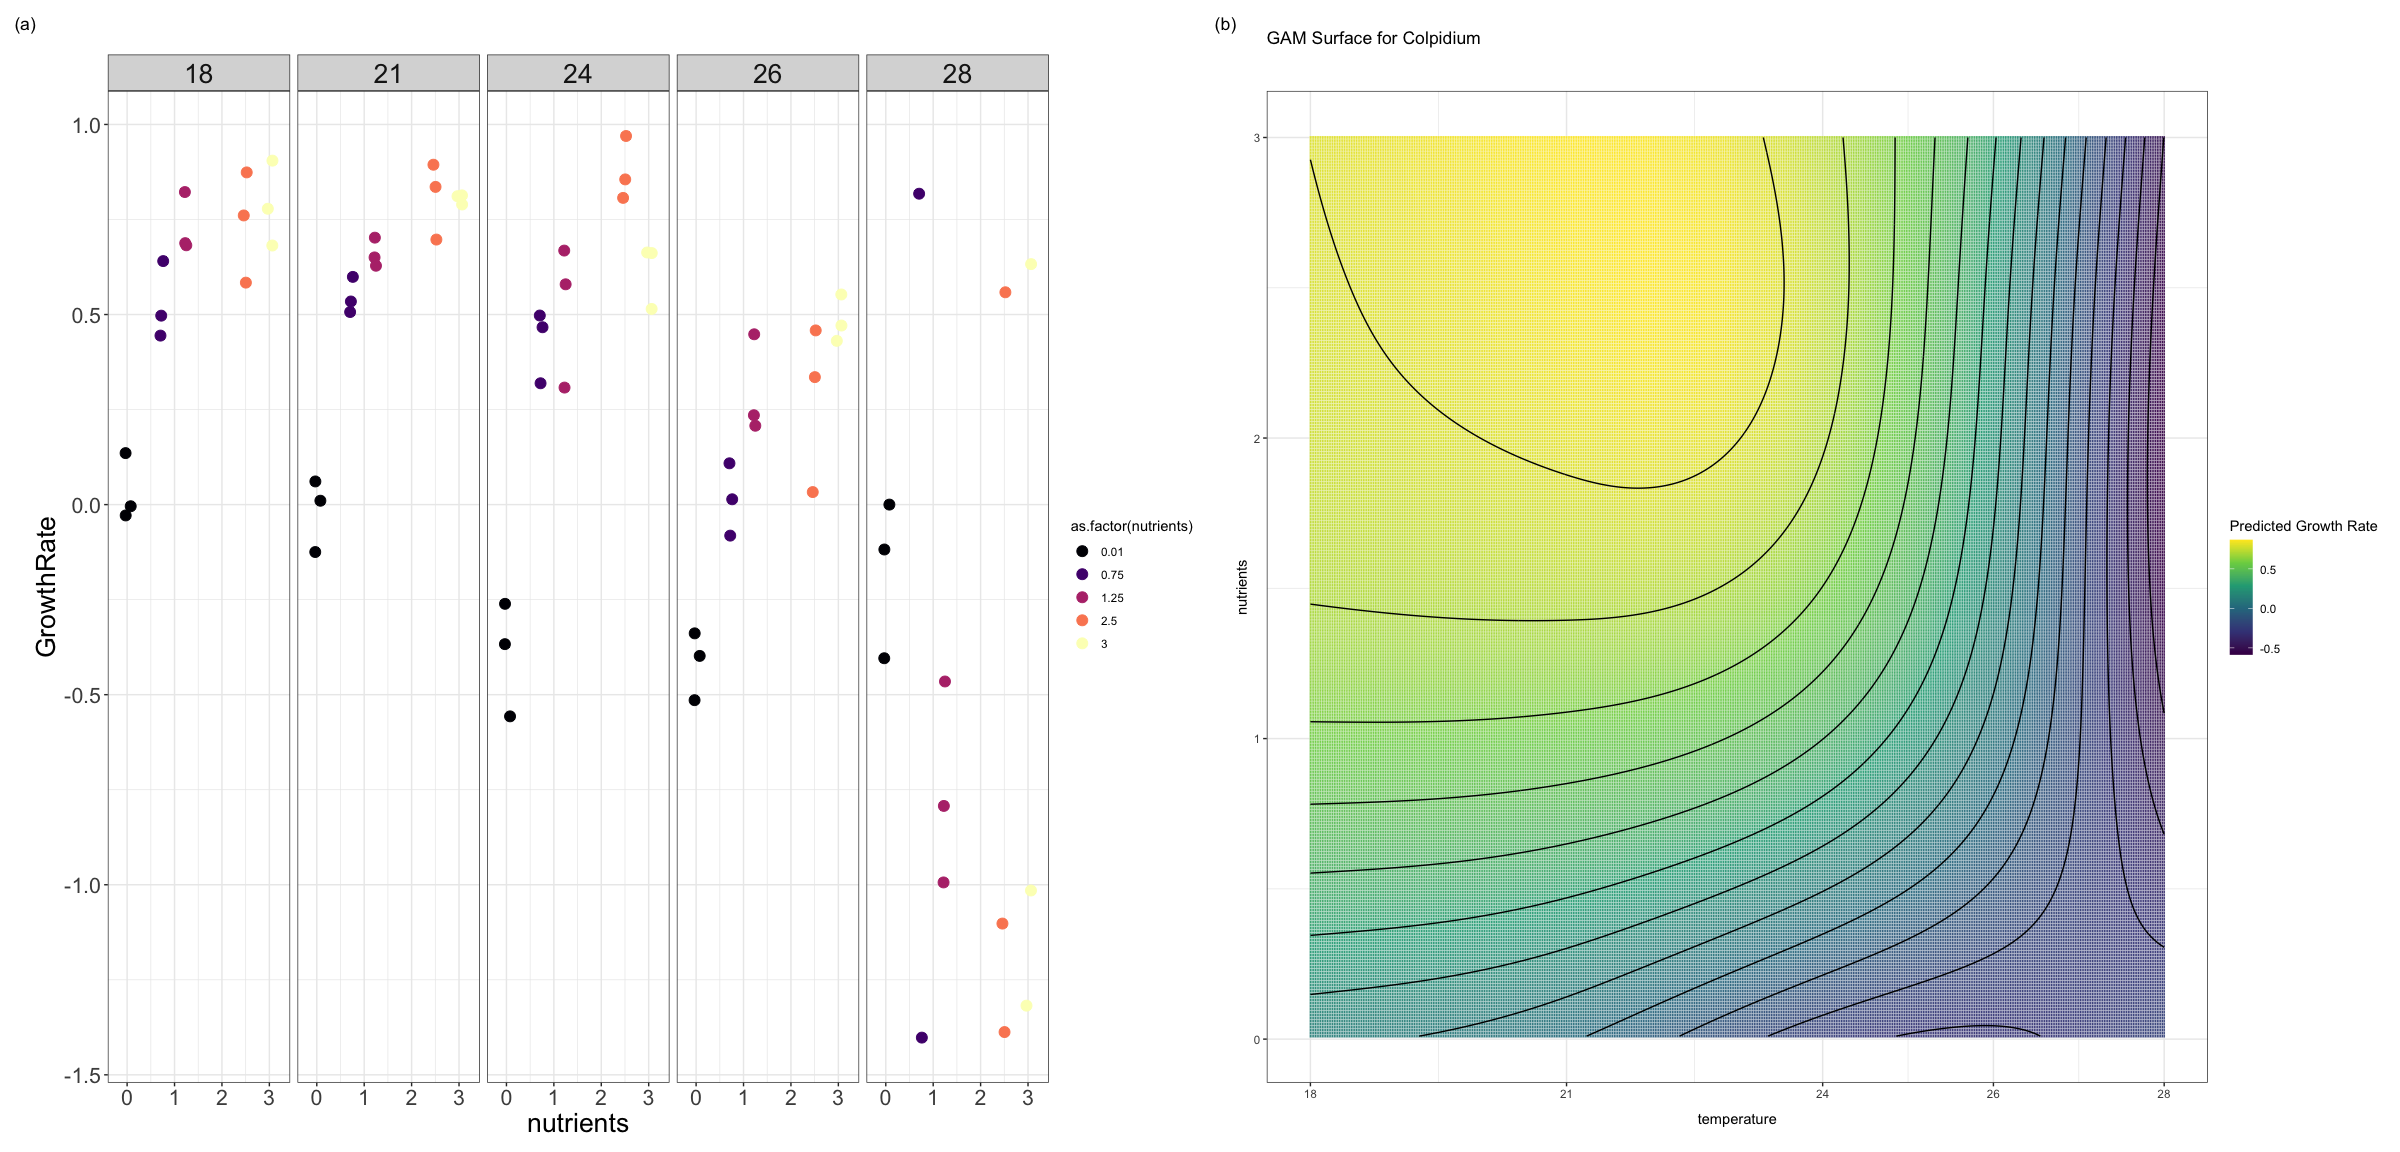 (a)
18 21 24 26 28
1.0
0.5
0.0
-0.5
-1.0
-1.5
GrowthRate
0 1 2 3 0 1 2 3 0 1 2 3 0 1 2 3 0 1 2 3
nutrients
as.factor(nutrients)
0.01
0.75
1.25
2.5
3
(b)
GAM Surface for Colpidium
3
2
1
0
nutrients
18 21 24 26 28
temperature
Predicted Growth Rate
0.5
0.0
-0.5